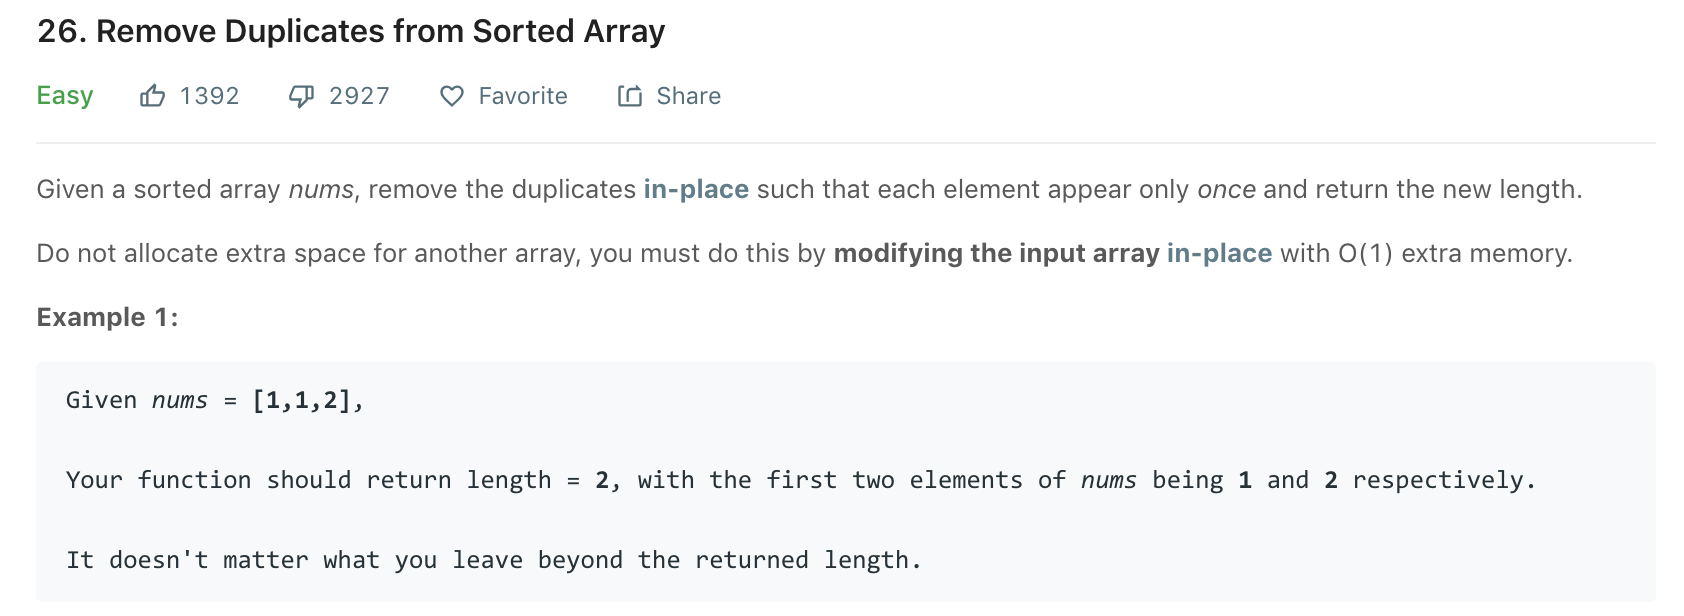 26. Remove Duplicates from Sorted Array
Easy 1392 2927 Favorite Share
Given a sorted array nums, remove the duplicates in-place such that each element appear only once and return the new length.
Do not allocate extra space for another array, you must do this by modifying the input array in-place with O(1) extra memory.
Example 1:
Given nums = [1,1,2],
Your function should return length = 2, with the first two elements of nums being 1 and 2 respectively.
It doesn't matter what you leave beyond the returned length.